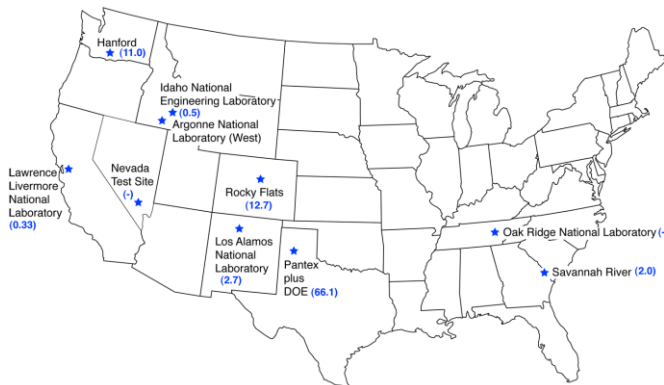 Hanford
(11.0)
Idaho National
Engineering Laboratory
(0.5)
Argonne National
Laboratory (West)
Lawrence
Livermore
National
Laboratory
(0.33)
Nevada
Test Site
(-)
Rocky Flats
(12.7)
Los Alamos
National
Laboratory
(2.7)
Pantex
plus
DOE (66.1)
Oak Ridge National Laboratory (-
Savannah River (2.0)